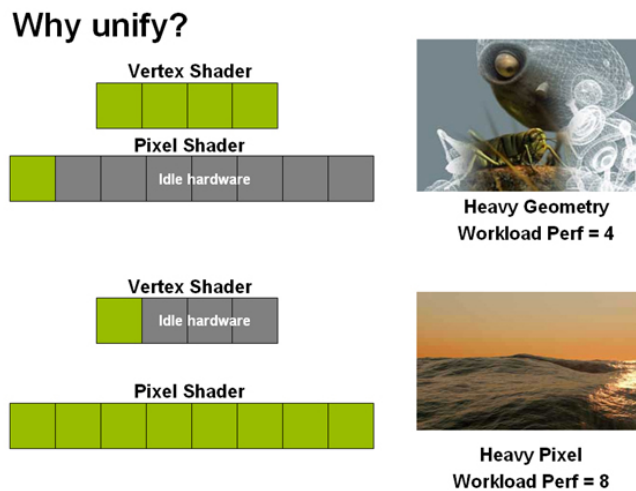 Why unify?
Vertex Shader
Pixel Shader
Idle hardware
Heavy Geometry
Workload Perf = 4
Vertex Shader
Idle hardware
Pixel Shader
Heavy Pixel
Workload Perf = 8